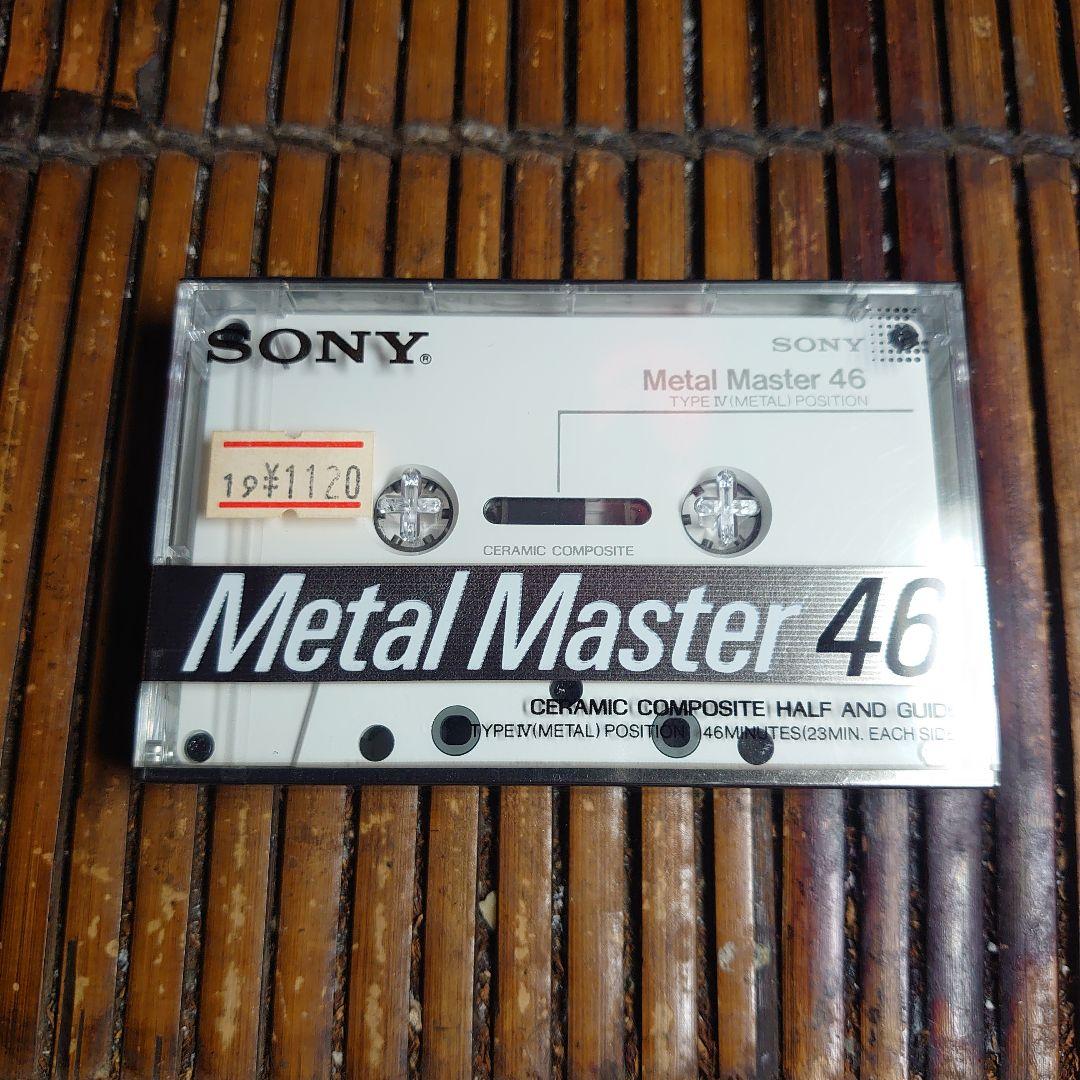 SONY®
SONY
Metal Master 46
TYPE IV (METAL) POSITION
19 ¥1120
CERAMIC COMPOSITE
Metal Master 46
CERAMIC COMPOSITE HALF AND GUIDE
TYPE IV (METAL) POSITION 46MINUTES(23MIN. EACH SIDE